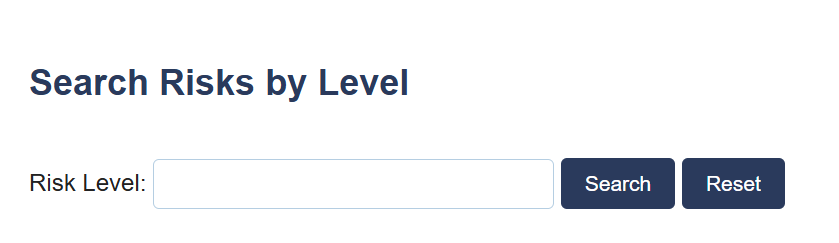 Search Risks by Level
Risk Level: Search Reset